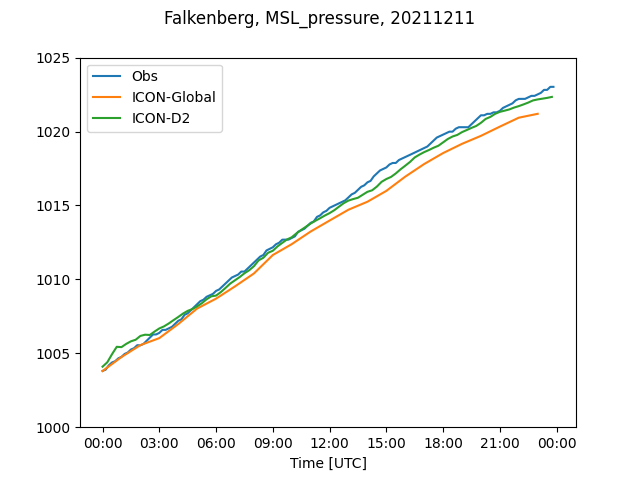 Falkenberg, MSL_pressure, 20211211
1025
1020
1015
1010
1005
1000
Obs
ICON-Global
ICON-D2
00:00 03:00 06:00 09:00 12:00 15:00 18:00 21:00 00:00
Time [UTC]